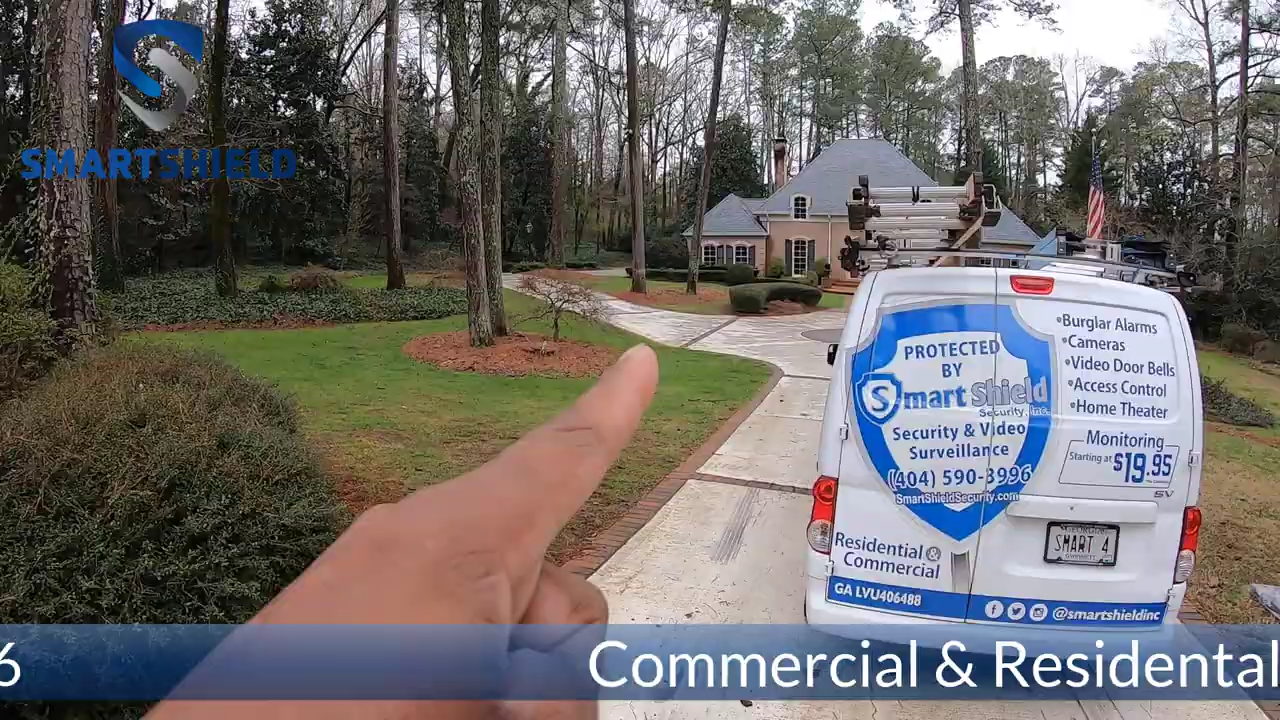 SMARTSHIELD
PROTECTED
BY
Smart Shield
Security, Inc.
Security & Video
Surveillance
(404) 590-3996
SmartShieldSecurity.com
•Burglar Alarms
•Cameras
•Video Door Bells
•Access Control
•Home Theater
Monitoring
Starting at $19.95
SV
GEORGIA
SMART 4
GWINNETT
Residential &
Commercial
GA LVU406488
@smartshieldinc
6 Commercial & Residental